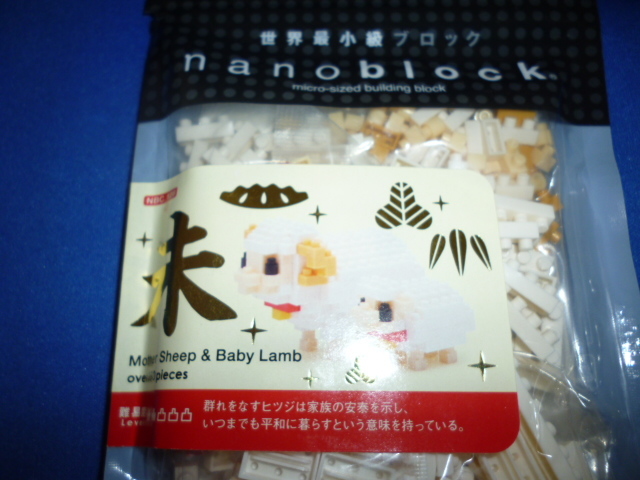 世界最小級ブロック
nanoblock
micro-sized building block
未
Sheep & Baby Lamb
pieces
Level
群れをなすヒツジは家族の安泰を示し、
いつまでも平和に暮らすという意味を持っている。